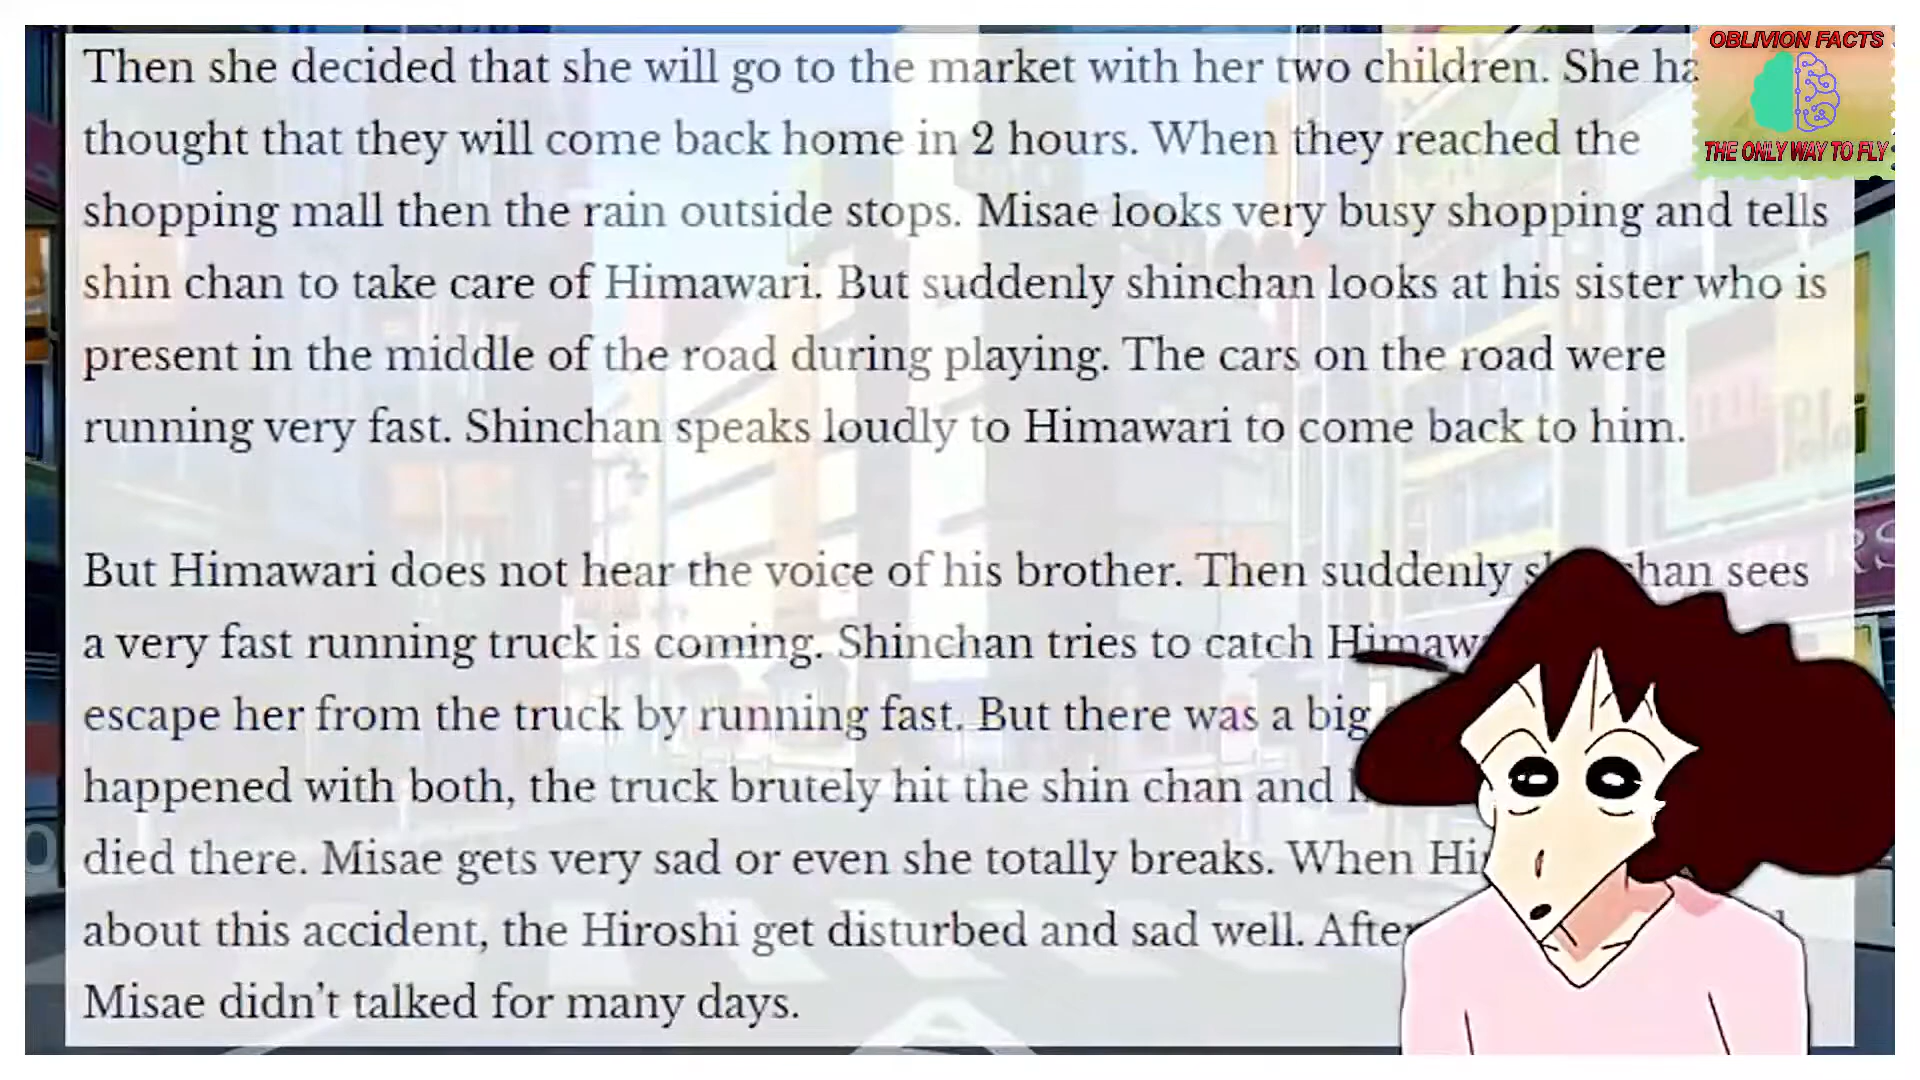 Then she decided that she will go to the market with her two children. She
thought that they will come back home in 2 hours. When they reached the
shopping mall then the rain outside stops. Misae looks very busy shopping and tells
shin chan to take care of Himawari. But suddenly shinchan looks at his sister who is
present in the middle of the road during playing. The cars on the road were
running very fast. Shinchan speaks loudly to Himawari to come back to him.
But Himawari does not hear the voice of his brother. Then suddenly sees
a very fast running truck is coming. Shinchan tries to catch
escape her from the truck by running fast. But there was a big
happened with both, the truck brutely hit the shin chan and
died there. Misae gets very sad or even she totally breaks. When
about this accident, the Hiroshi get disturbed and sad well. After
Misae didn't talked for many days.
OBLIVION FACTS
THE ONLY WAY TO FLY